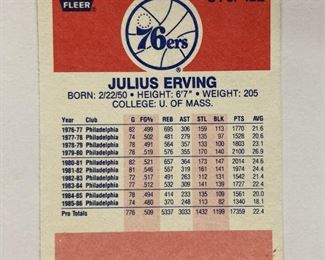 FLEER
76ers
JULIUS ERVING
BORN: 2/22/50 • HEIGHT: 6'7" • WEIGHT: 205
COLLEGE: U. OF MASS.
Year Club G FG% REB AST STL BLK PTS AVG
1976-77 Philadelphia 82 .499 695 306 159 113 1770 21.6
1977-78 Philadelphia 74 .502 481 279 135 97 1528 20.6
1978-79 Philadelphia 78 .491 564 357 133 100 1803 23.1
1979-80 Philadelphia 78 .519 576 355 170 140 2100 26.9
1980-81 Philadelphia 82 .521 657 364 173 147 2014 24.6
1981-82 Philadelphia 81 .546 557 319 161 141 1974 24.4
1982-83 Philadelphia 72 .517 491 263 112 131 1542 21.4
1983-84 Philadelphia 77 .512 532 309 141 139 1727 22.4
1984-85 Philadelphia 78 .494 414 233 135 109 1561 20.0
1985-86 Philadelphia 74 .480 370 248 113 82 1340 18.1
Pro Totals 776 .509 5337 3033 1432 1199 17359 22.4